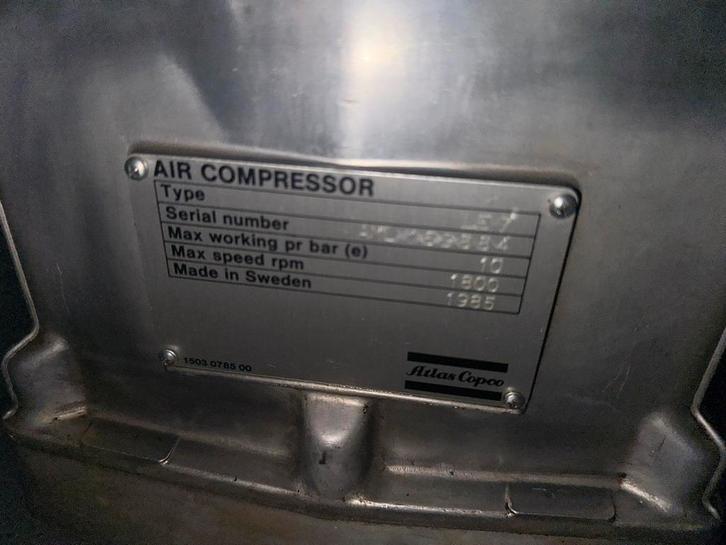 AIR COMPRESSOR
Type LE7
Serial number
Max working pr bar (e) 10
Max speed rpm 1800
Made in Sweden 1985
1503 0785 00
Atlas Copco